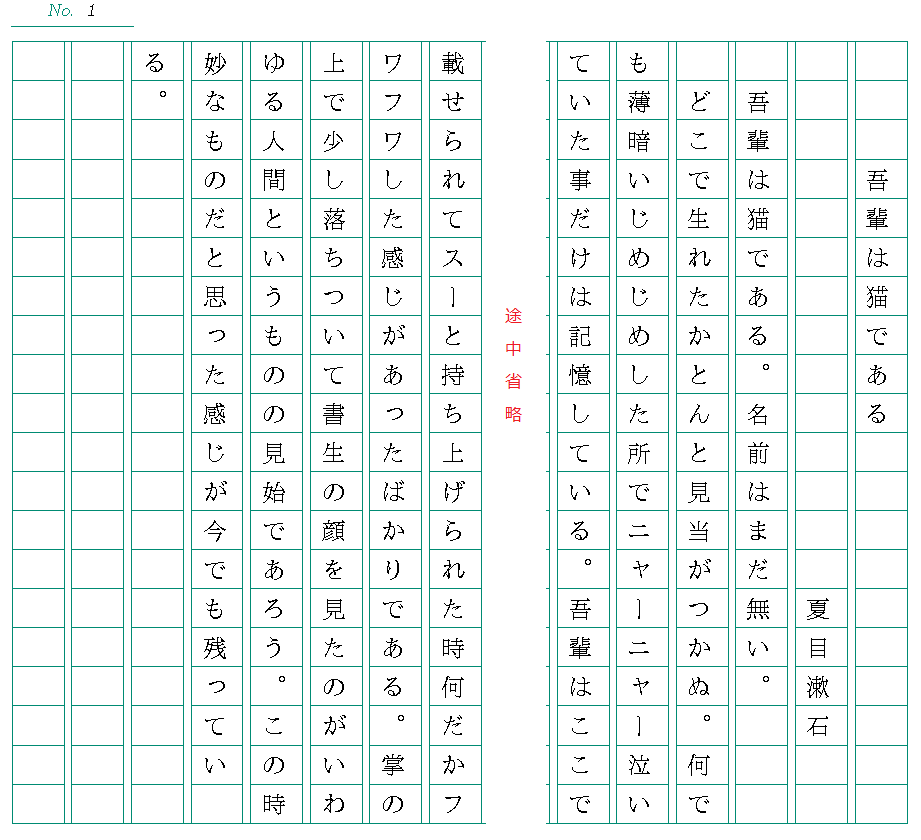 No. 1
吾輩は猫である
夏目漱石
吾輩は猫である。名前はまだ無い。
どこで生れたかとんと見当がつかぬ。何で
も薄暗いじめじめした所でニャーニャー泣い
ていた事だけは記憶している。吾輩はここで
途中省略
載せられてスーと持ち上げられた時何だかフ
ワフワした感じがあったばかりである。掌の
上で少し落ちついて書生の顔を見たのがいわ
ゆる人間というものの見始であろう。この時
妙なものだと思った感じが今でも残ってい
る。